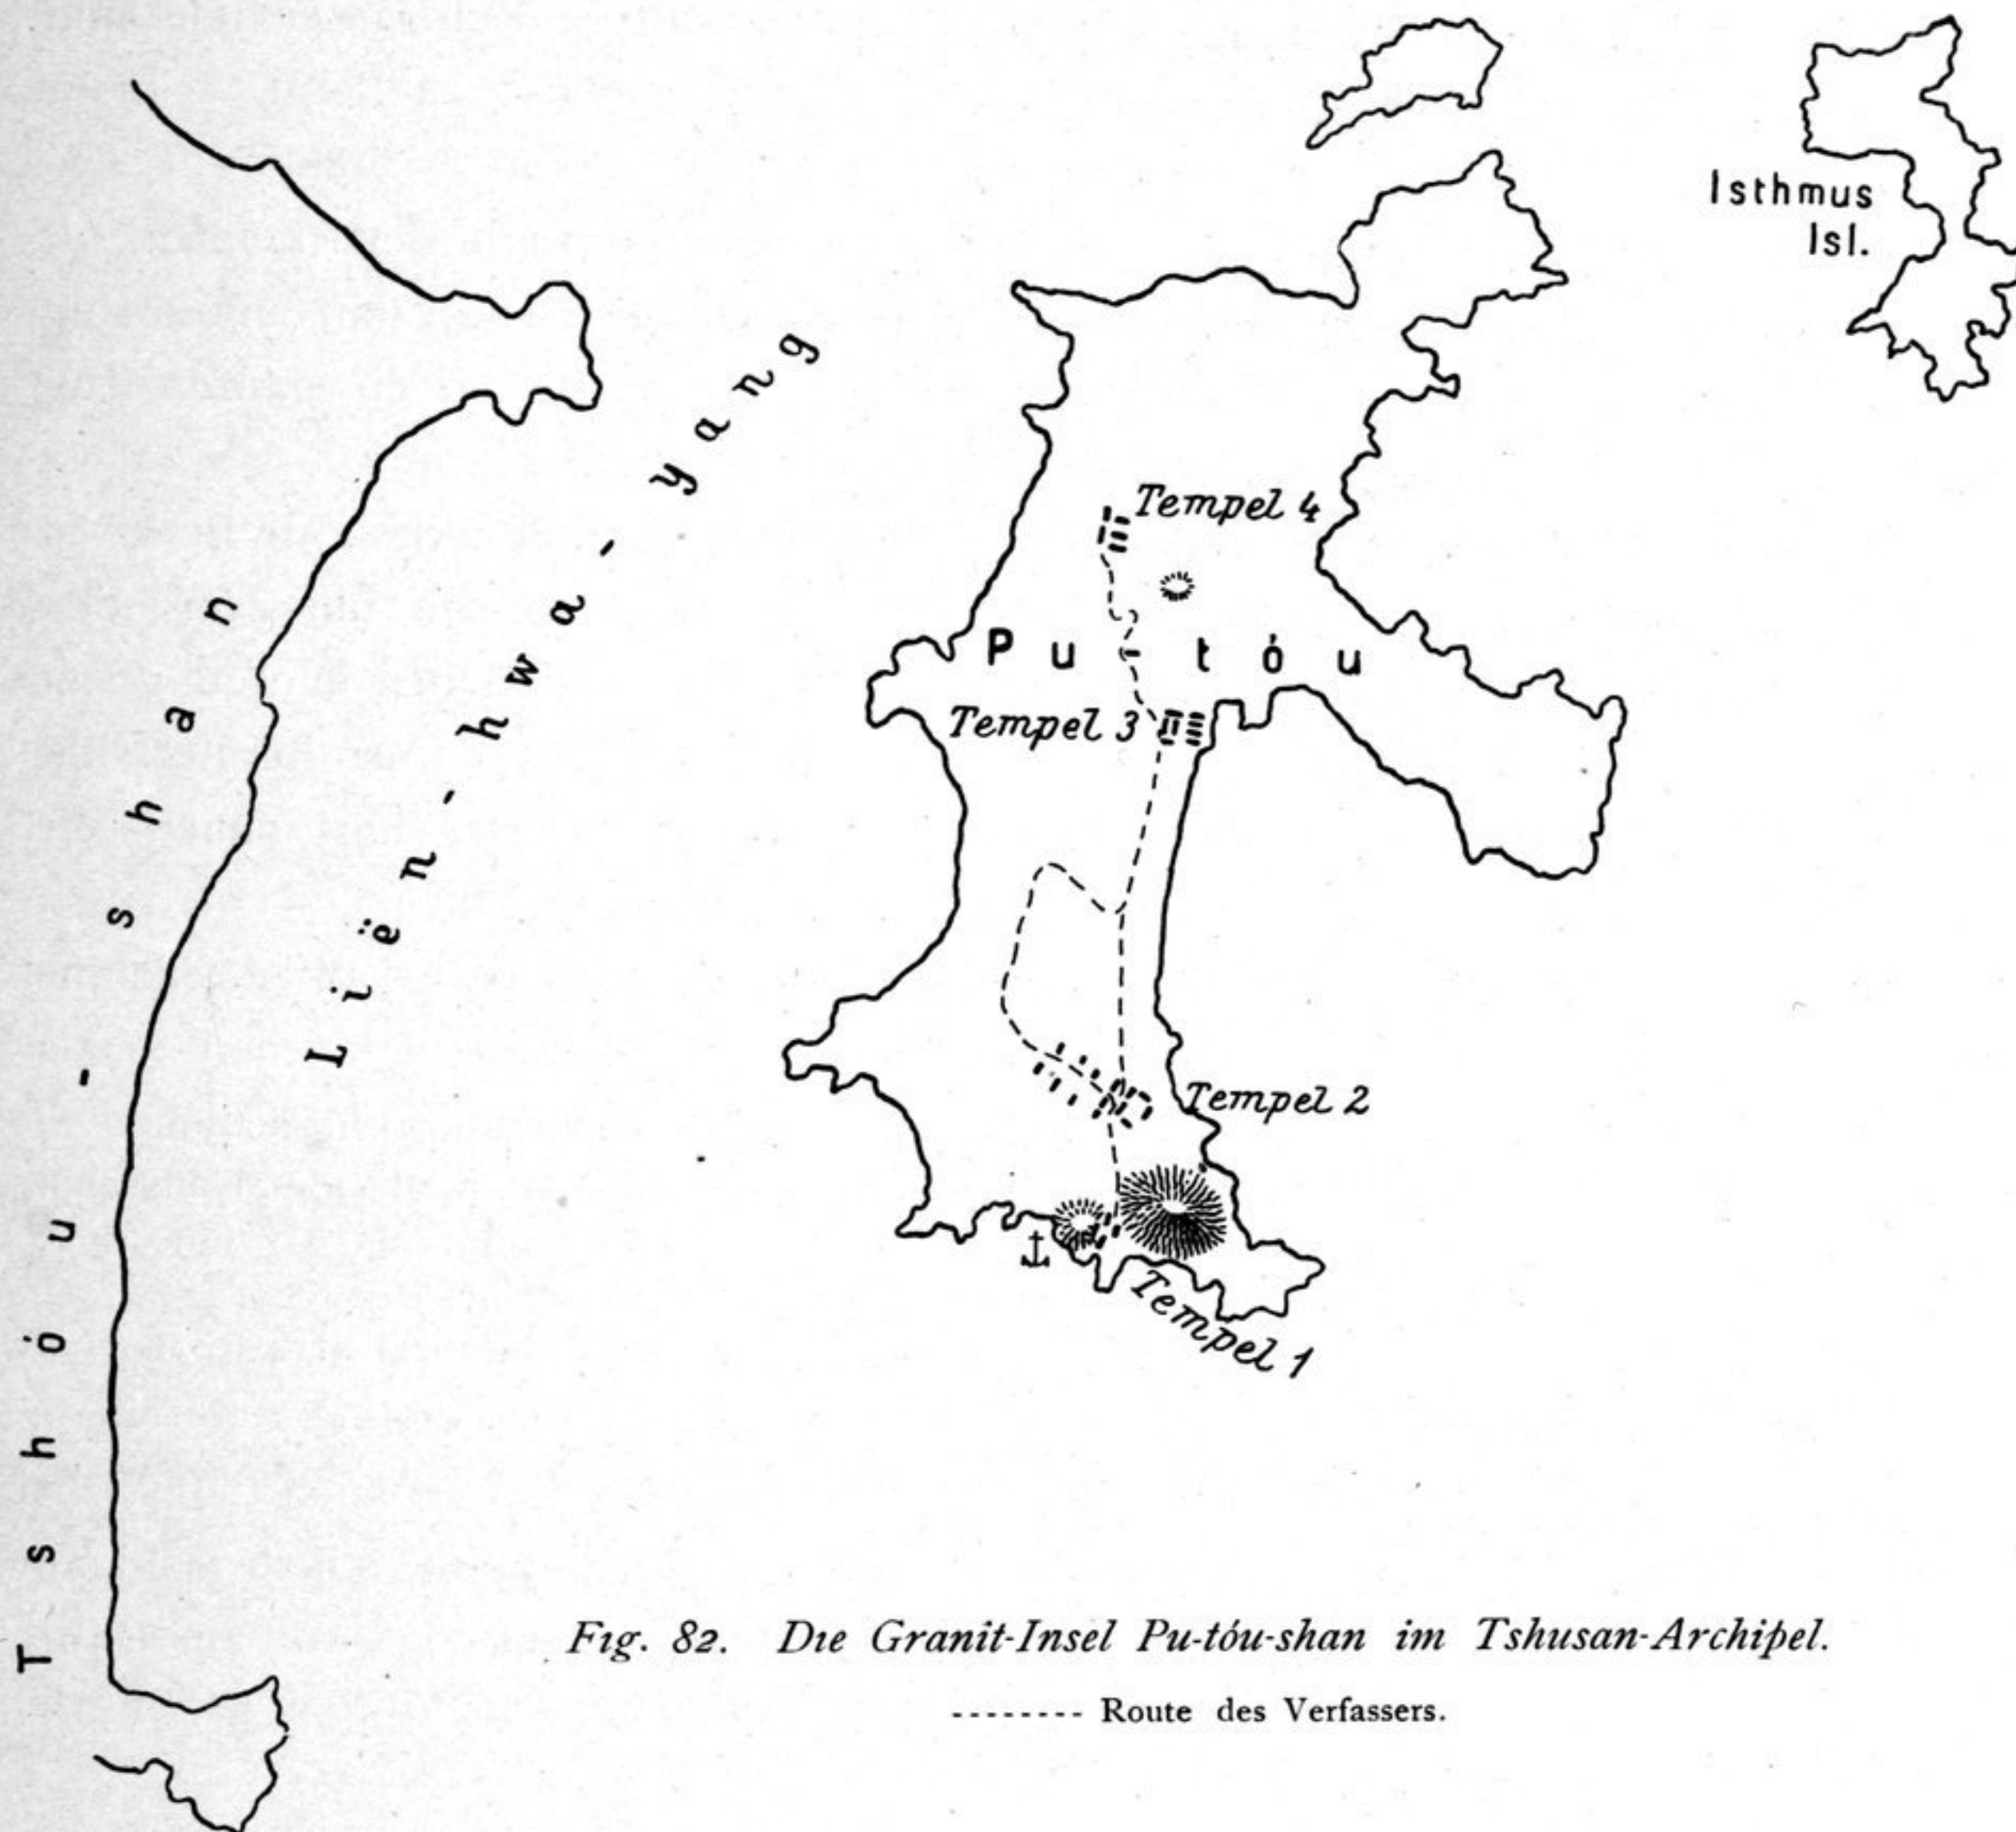 Isthmus
Isl.
Tshóu-shan
Liën-hwa-yang
Tempel 4
Pu-tóu
Tempel 3
Tempel 2
Tempel 1
Fig. 82. Die Granit-Insel Pu-tóu-shan im Tshusan-Archipel.
-------- Route des Verfassers.